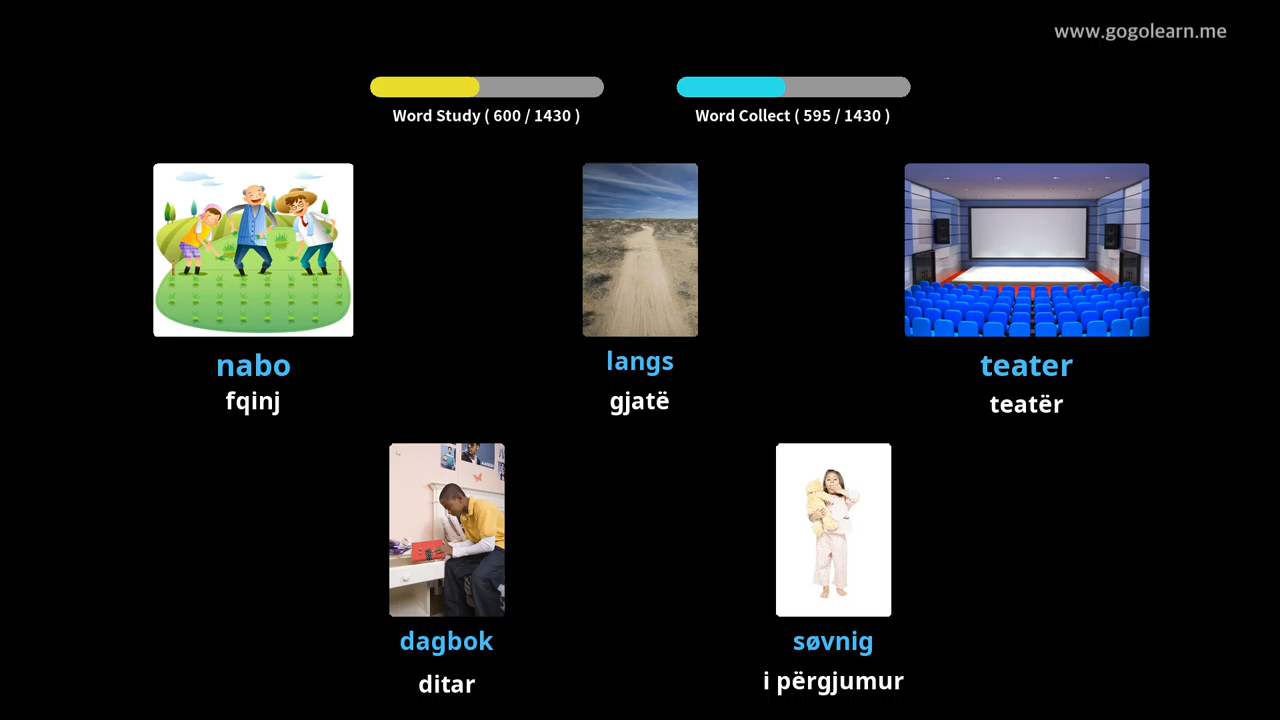 www.gogolearn.me
Word Study ( 600 / 1430 )
Word Collect ( 595 / 1430 )
nabo
fqinj
langs
gjatë
teater
teatër
dagbok
ditar
søvnig
i përgjumur